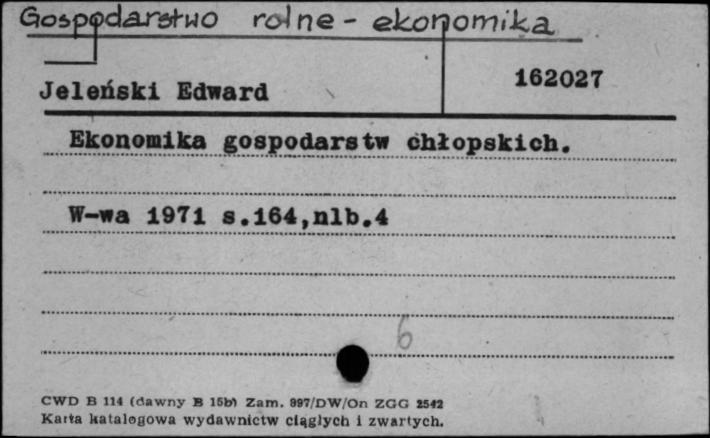 Gospodarstwo rolne - ekonomika
Jeleński Edward
162027
Ekonomika gospodarstw chłopskich.
W-wa 1971 s.164,nlb.4
6
CWD B 114 (dawny B 15b) Zam. 997/DW/On ZGG 2542
Karta katalogowa wydawnictw ciągłych i zwartych.